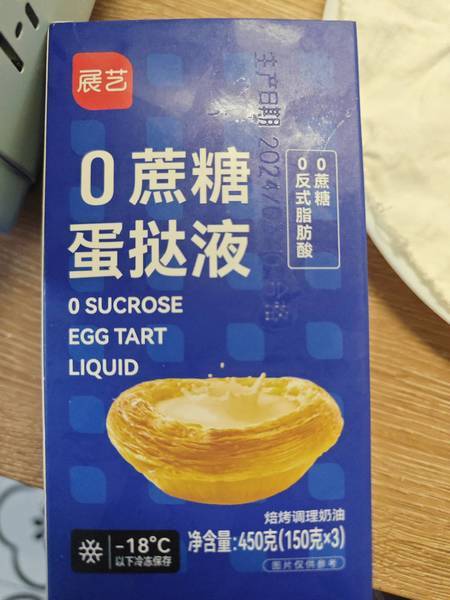 展艺
0蔗糖
蛋挞液
0 SUCROSE
EGG TART
LIQUID
0蔗糖
0反式脂肪酸
生产日期 2024/0
焙烤调理奶油
-18°C
以下冷冻保存
净含量:450克(150克×3)
图片仅供参考